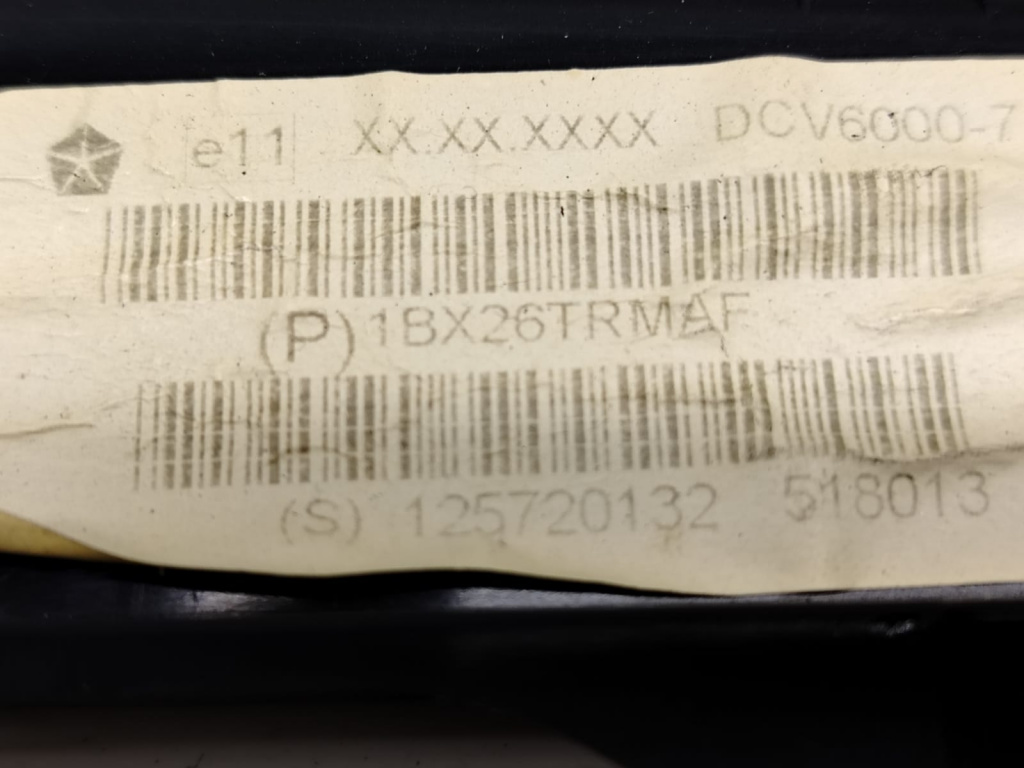 e11 XX.XX.XXXX DCV6000-7
(P) 1BX26TRMAF
(S) 125720132 518013